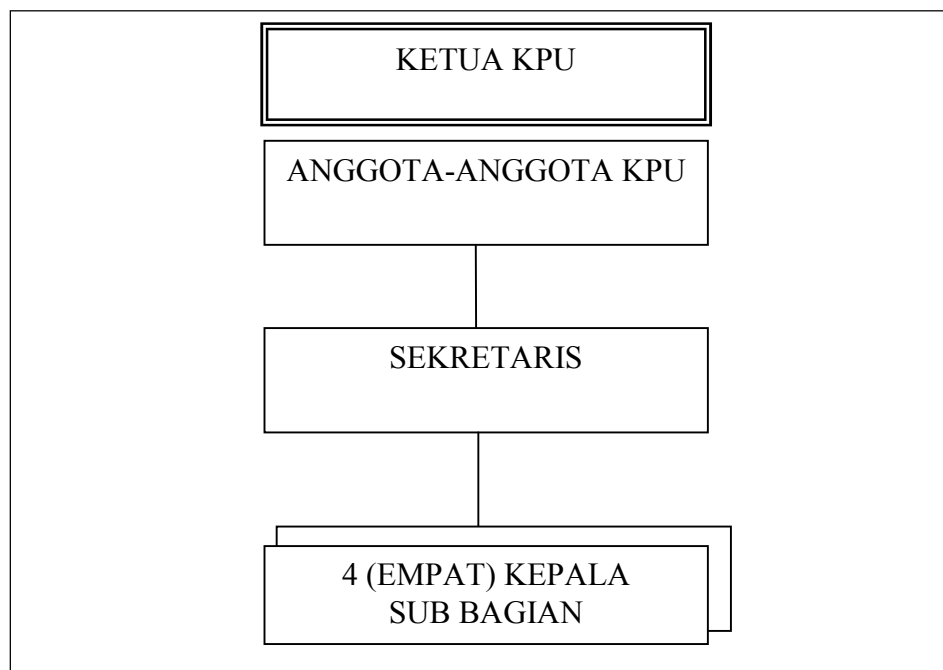 KETUA KPU
ANGGOTA-ANGGOTA KPU
SEKRETARIS
4 (EMPAT) KEPALA
SUB BAGIAN